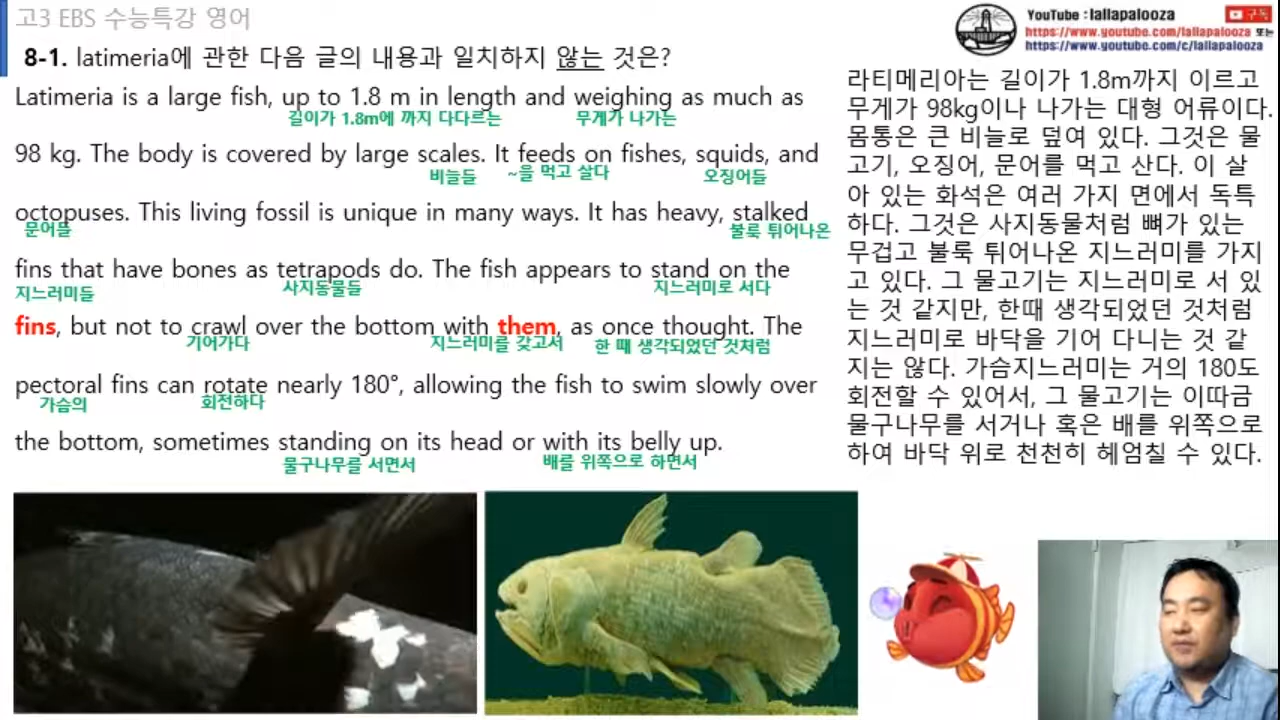 고3 EBS 수능특강 영어
YouTube : lallapalooza
구독
https://www.youtube.com/lallapalooza 또는
https://www.youtube.com/c/lallapalooza
8-1. latimeria에 관한 다음 글의 내용과 일치하지 않는 것은?
Latimeria is a large fish, up to 1.8 m in length and weighing as much as
길이가 1.8m에 까지 다다르는 무게가 나가는
98 kg. The body is covered by large scales. It feeds on fishes, squids, and
비늘들 ~을 먹고 살다 오징어들
octopuses. This living fossil is unique in many ways. It has heavy, stalked
문어들 불룩 튀어나온
fins that have bones as tetrapods do. The fish appears to stand on the
지느러미들 사지동물들 지느러미로 서다
fins, but not to crawl over the bottom with them, as once thought. The
기어가다 지느러미를 갖고서 한 때 생각되었던 것처럼
pectoral fins can rotate nearly 180°, allowing the fish to swim slowly over
가슴의 회전하다
the bottom, sometimes standing on its head or with its belly up.
물구나무를 서면서 배를 위쪽으로 하면서
라티메리아는 길이가 1.8m까지 이르고
무게가 98kg이나 나가는 대형 어류이다.
몸통은 큰 비늘로 덮여 있다. 그것은 물
고기, 오징어, 문어를 먹고 산다. 이 살
아 있는 화석은 여러 가지 면에서 독특
하다. 그것은 사지동물처럼 뼈가 있는
무겁고 불룩 튀어나온 지느러미를 가지
고 있다. 그 물고기는 지느러미로 서 있
는 것 같지만, 한때 생각되었던 것처럼
지느러미로 바닥을 기어 다니는 것 같
지는 않다. 가슴지느러미는 거의 180도
회전할 수 있어서, 그 물고기는 이따금
물구나무를 서거나 혹은 배를 위쪽으로
하여 바닥 위로 천천히 헤엄칠 수 있다.